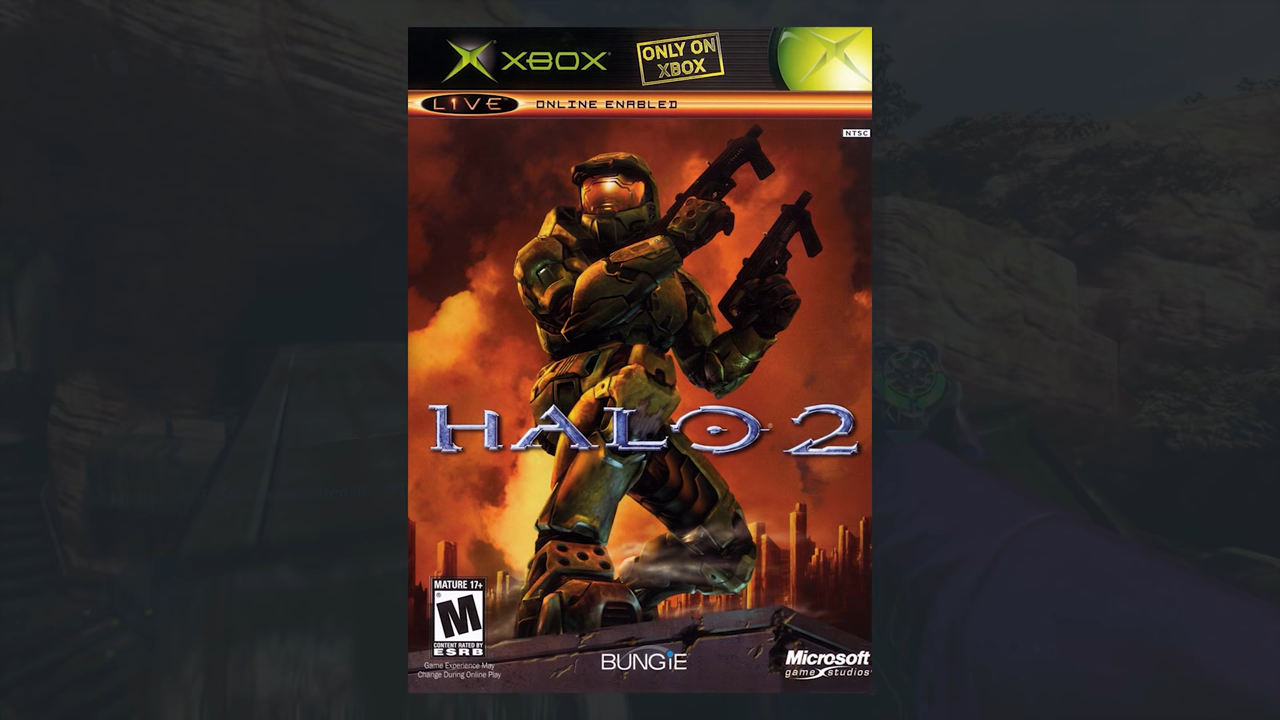 XBOX
ONLY ON
XBOX
LIVE ONLINE ENABLED
NTSC
HALO 2
MATURE 17+
M
CONTENT RATED BY
ESRB
Game Experience May
Change During Online Play
BUNGiE
Microsoft
game studios